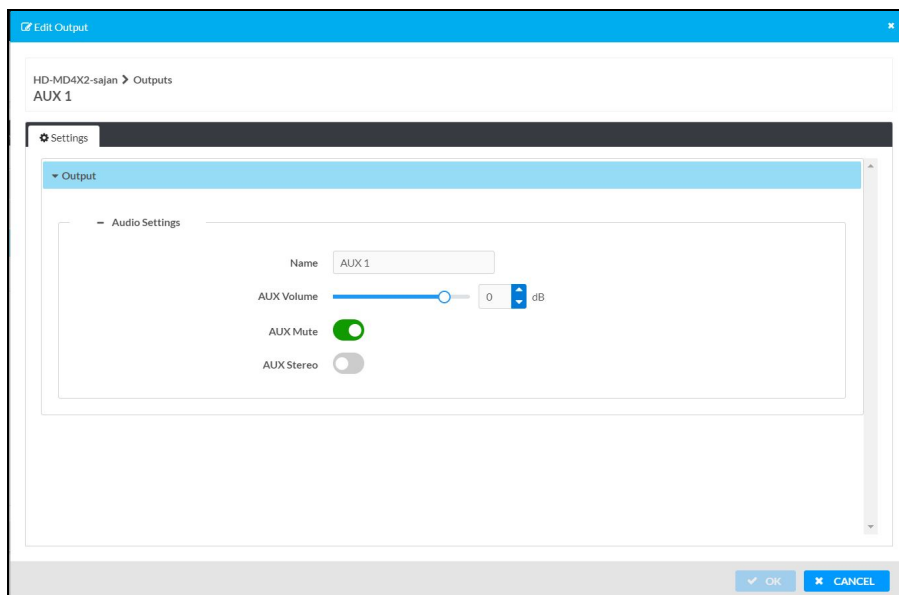 Edit Output
HD-MD4X2-sajan > Outputs
AUX 1
Settings
Output
Audio Settings
Name AUX 1
AUX Volume 0 dB
AUX Mute
AUX Stereo
OK CANCEL